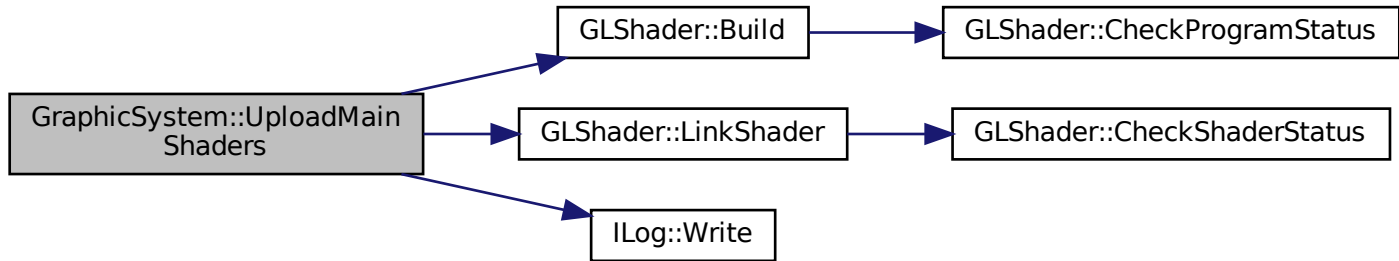 GLShader::Build
GLShader::CheckProgramStatus
GraphicSystem::UploadMain
Shaders
GLShader::LinkShader
GLShader::CheckShaderStatus
ILog::Write